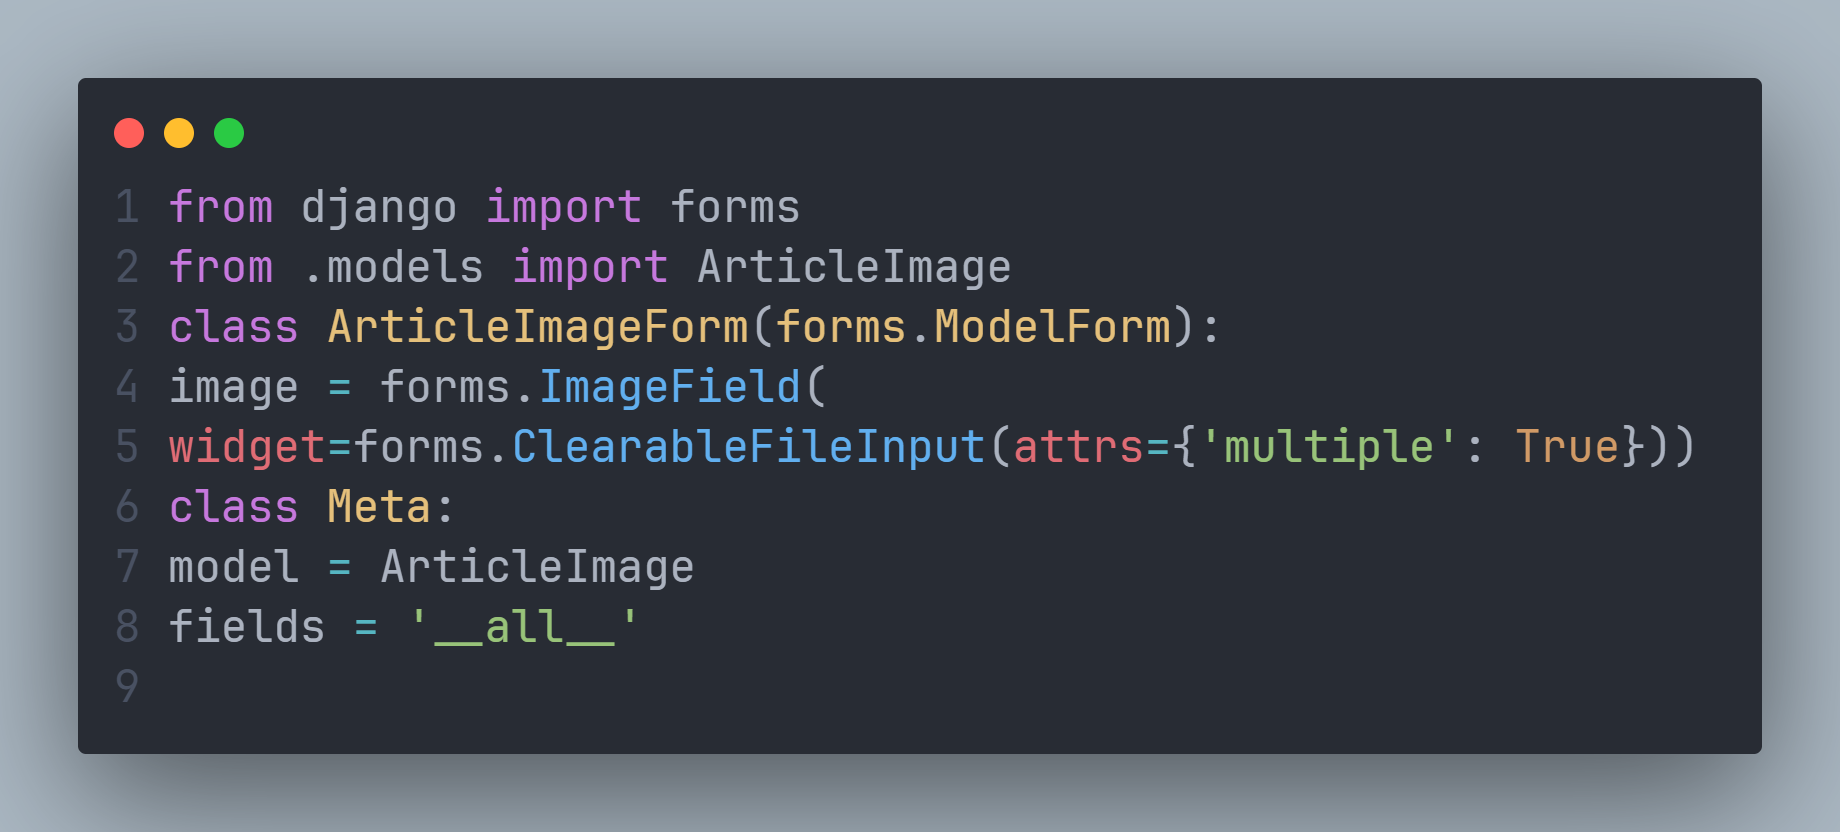 1 from django import forms
2 from .models import ArticleImage
3 class ArticleImageForm(forms.ModelForm):
4 image = forms.ImageField(
5 widget=forms.ClearableFileInput(attrs={'multiple': True}))
6 class Meta:
7 model = ArticleImage
8 fields = '__all__'
9